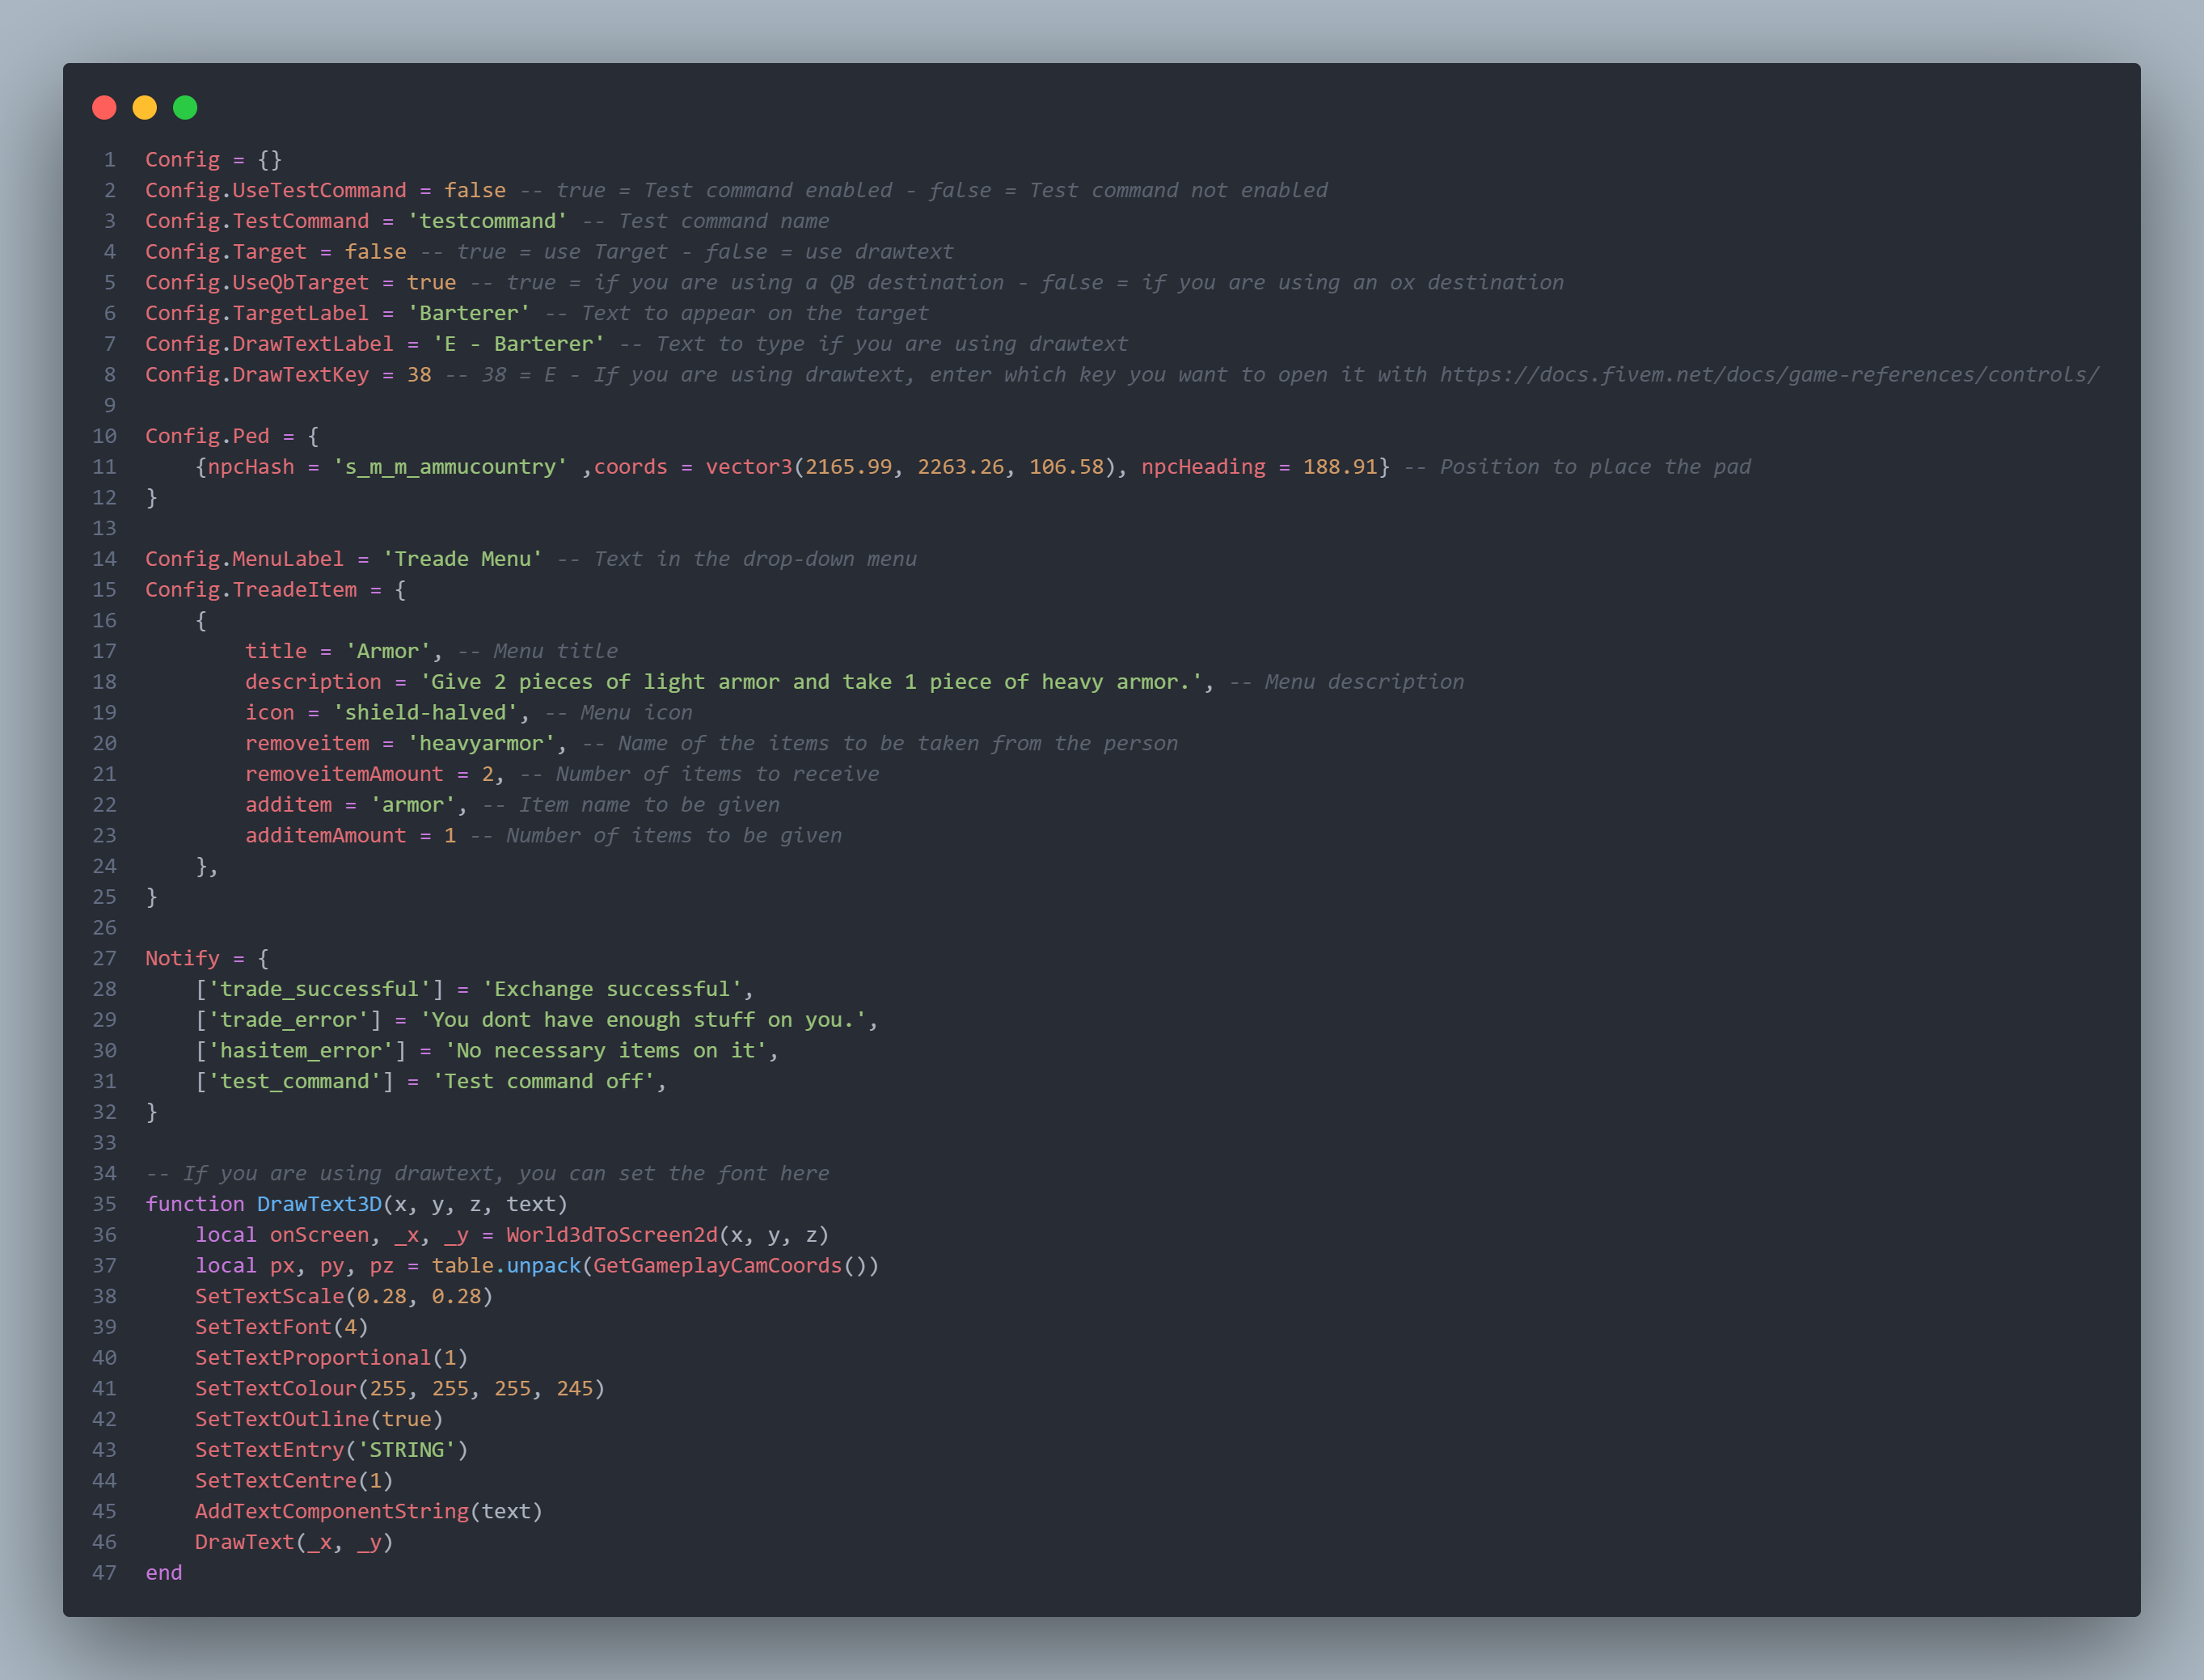 1 Config = {}
2 Config.UseTestCommand = false -- true = Test command enabled - false = Test command not enabled
3 Config.TestCommand = 'testcommand' -- Test command name
4 Config.Target = false -- true = use Target - false = use drawtext
5 Config.UseQbTarget = true -- true = if you are using a QB destination - false = if you are using an ox destination
6 Config.TargetLabel = 'Barterer' -- Text to appear on the target
7 Config.DrawTextLabel = 'E - Barterer' -- Text to type if you are using drawtext
8 Config.DrawTextKey = 38 -- 38 = E - If you are using drawtext, enter which key you want to open it with https://docs.fivem.net/docs/game-references/controls/
9
10 Config.Ped = {
11     {npcHash = 's_m_m_ammucountry' ,coords = vector3(2165.99, 2263.26, 106.58), npcHeading = 188.91} -- Position to place the pad
12 }
13
14 Config.MenuLabel = 'Treade Menu' -- Text in the drop-down menu
15 Config.TreadeItem = {
16     {
17         title = 'Armor', -- Menu title
18         description = 'Give 2 pieces of light armor and take 1 piece of heavy armor.', -- Menu description
19         icon = 'shield-halved', -- Menu icon
20         removeitem = 'heavyarmor', -- Name of the items to be taken from the person
21         removeitemAmount = 2, -- Number of items to receive
22         additem = 'armor', -- Item name to be given
23         additemAmount = 1 -- Number of items to be given
24     },
25 }
26
27 Notify = {
28     ['trade_successful'] = 'Exchange successful',
29     ['trade_error'] = 'You dont have enough stuff on you.',
30     ['hasitem_error'] = 'No necessary items on it',
31     ['test_command'] = 'Test command off',
32 }
33
34 -- If you are using drawtext, you can set the font here
35 function DrawText3D(x, y, z, text)
36     local onScreen, _x, _y = World3dToScreen2d(x, y, z)
37     local px, py, pz = table.unpack(GetGameplayCamCoords())
38     SetTextScale(0.28, 0.28)
39     SetTextFont(4)
40     SetTextProportional(1)
41     SetTextColour(255, 255, 255, 245)
42     SetTextOutline(true)
43     SetTextEntry('STRING')
44     SetTextCentre(1)
45     AddTextComponentString(text)
46     DrawText(_x, _y)
47 end